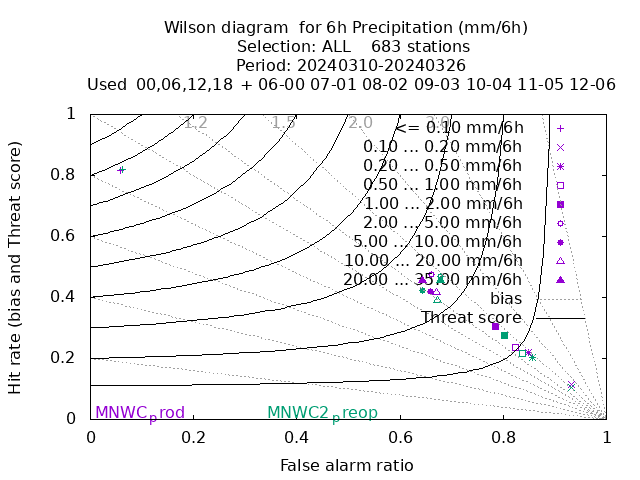 Wilson diagram  for 6h Precipitation (mm/6h)
Selection: ALL    683 stations
Period: 20240310-20240326
Used  00,06,12,18  + 06-00 07-01 08-02 09-03 10-04 11-05 12-06
1.2 1.5 2.0 3.0
<= 0.10 mm/6h
0.10 ... 0.20 mm/6h
0.20 ... 0.50 mm/6h
0.50 ... 1.00 mm/6h
1.00 ... 2.00 mm/6h
2.00 ... 5.00 mm/6h
5.00 ... 10.00 mm/6h
10.00 ... 20.00 mm/6h
20.00 ... 35.00 mm/6h
bias
Threat score
Hit rate (bias and Threat score)
1
0.8
0.6
0.4
0.2
0
MNWCprod MNWC2preop
0 0.2 0.4 0.6 0.8 1
False alarm ratio